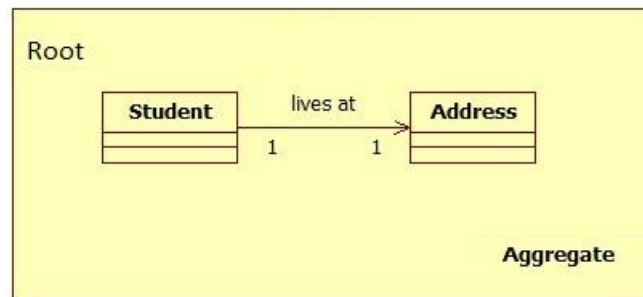 Root
lives at
Student
Address
1
1
Aggregate